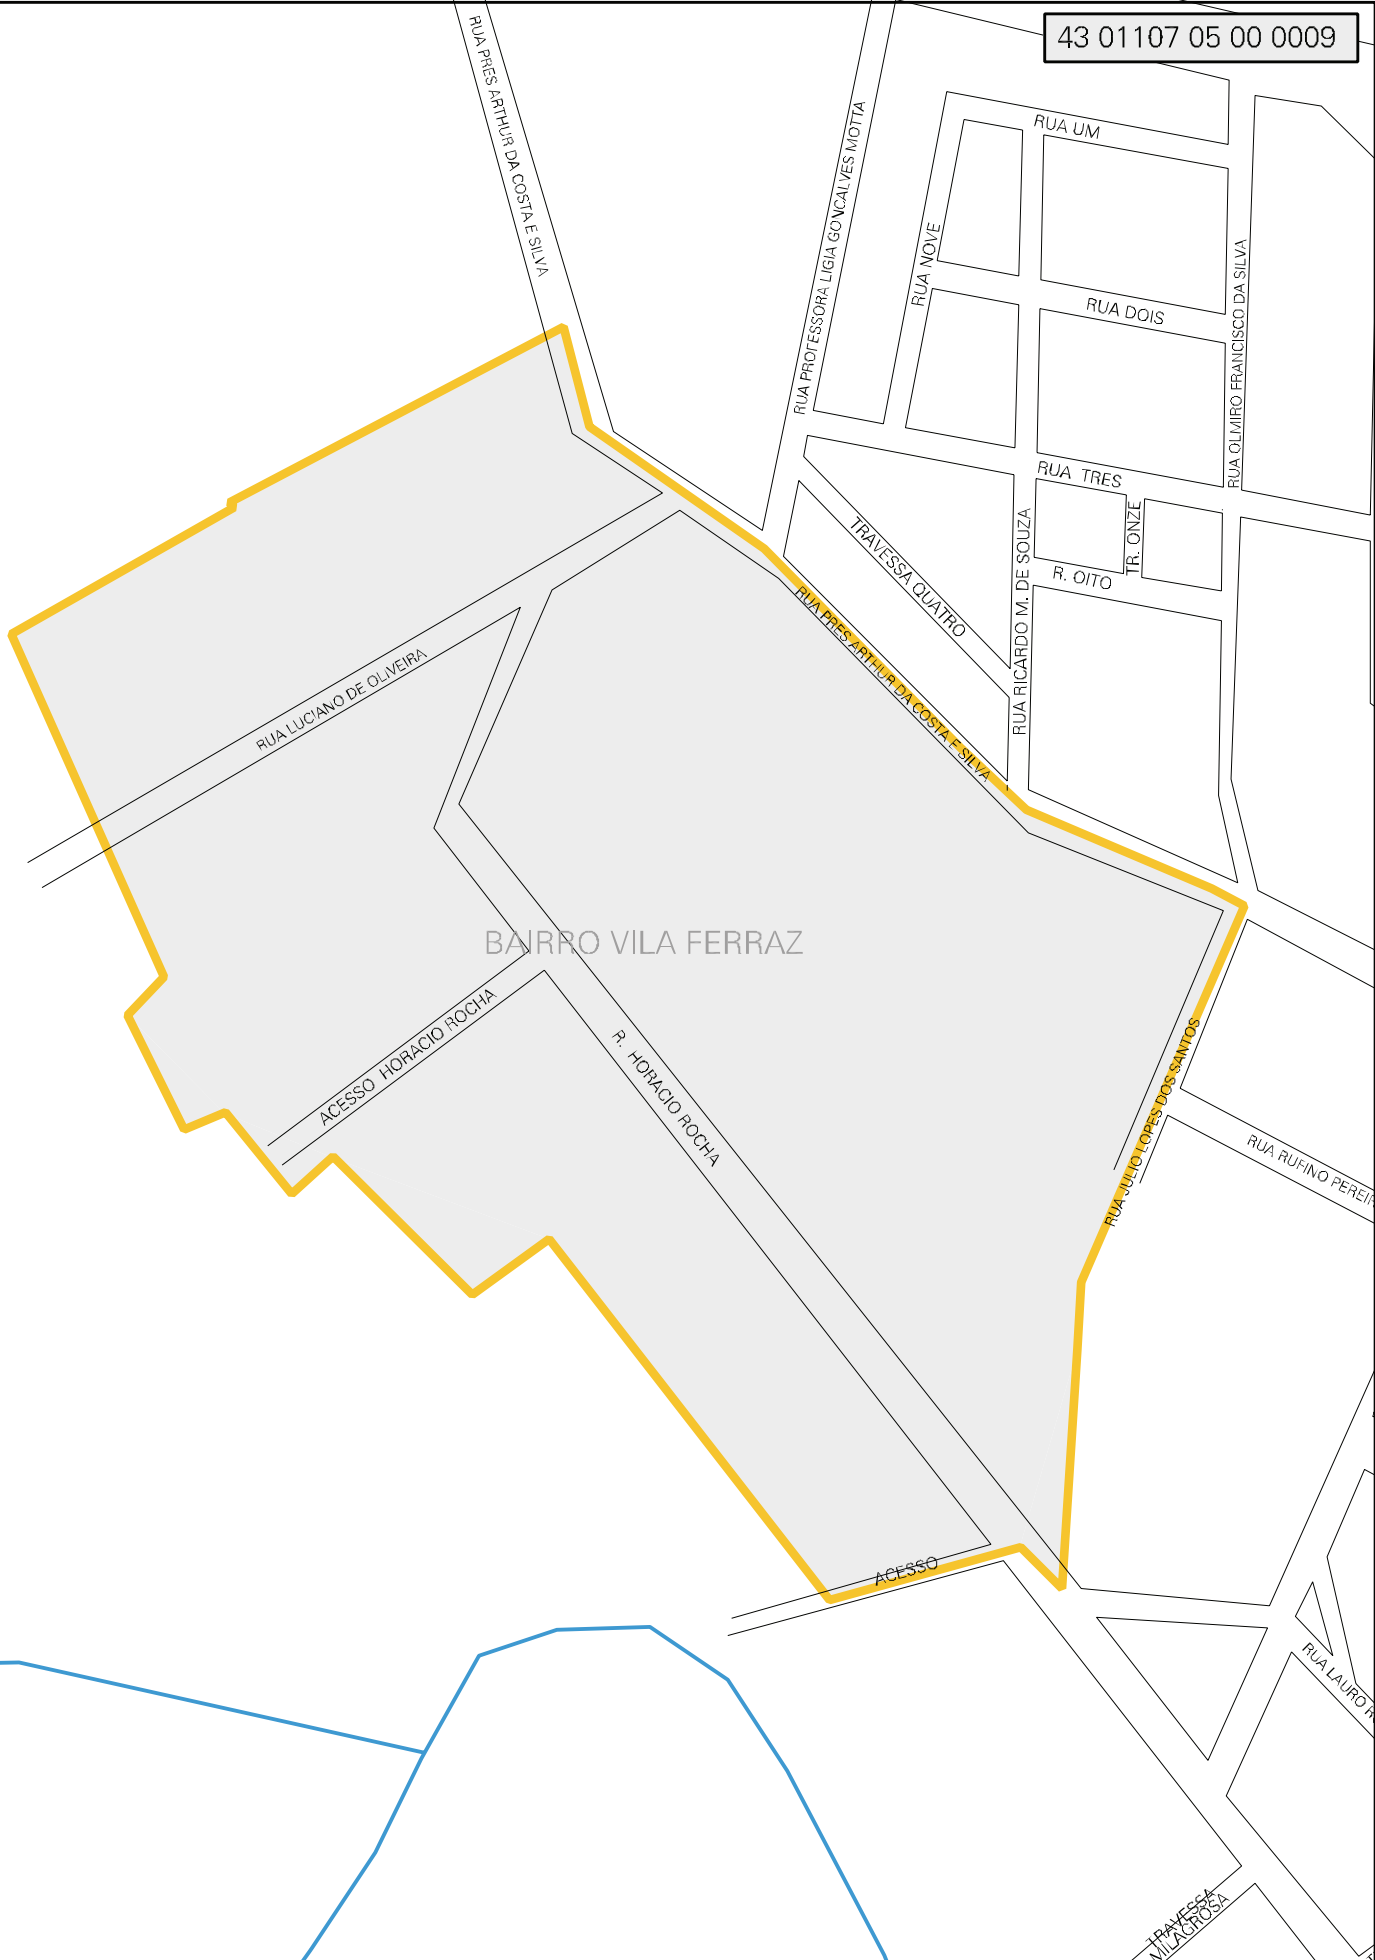 43 01107 05 00 0009
RUA PRES ARTHUR DA COSTA E SILVA
RUA PROFESSORA LIGIA GONCALVES MOTTA
RUA UM
RUA NOVE
RUA DOIS
RUA OLMIRO FRANCISCO DA SILVA
RUA TRES
TR. ONZE
TRAVESSA QUATRO
RUA RICARDO M. DE SOUZA
R. OITO
RUA PRES ARTHUR DA COSTA E SILVA
RUA LUCIANO DE OLIVEIRA
BAIRRO VILA FERRAZ
ACESSO HORACIO ROCHA
R. HORACIO ROCHA
RUA JULIO LOPES DOS SANTOS
RUA RUFINO PEREIR
ACESSO
RUA LAURO
TRAVESSA
MILAGROSA